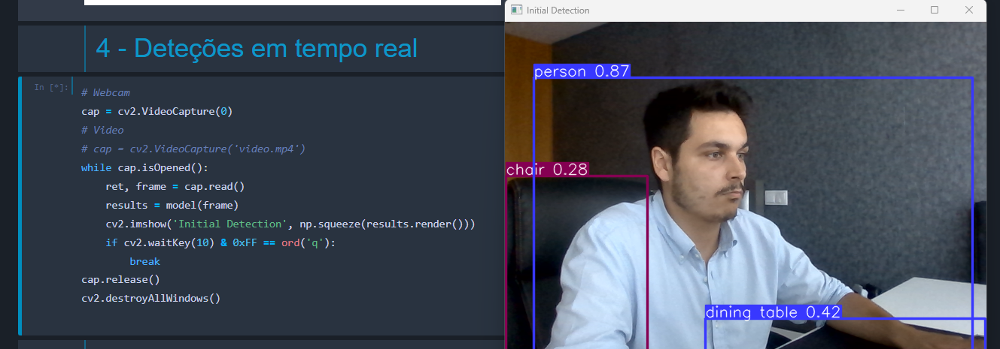 Initial Detection
4 - Deteções em tempo real
In [*]:
# Webcam
cap = cv2.VideoCapture(0)
# Video
# cap = cv2.VideoCapture('video.mp4')
while cap.isOpened():
    ret, frame = cap.read()
    results = model(frame)
    cv2.imshow('Initial Detection', np.squeeze(results.render()))
    if cv2.waitKey(10) & 0xFF == ord('q'):
        break
cap.release()
cv2.destroyAllWindows()
person 0.87
chair 0.28
dining table 0.42